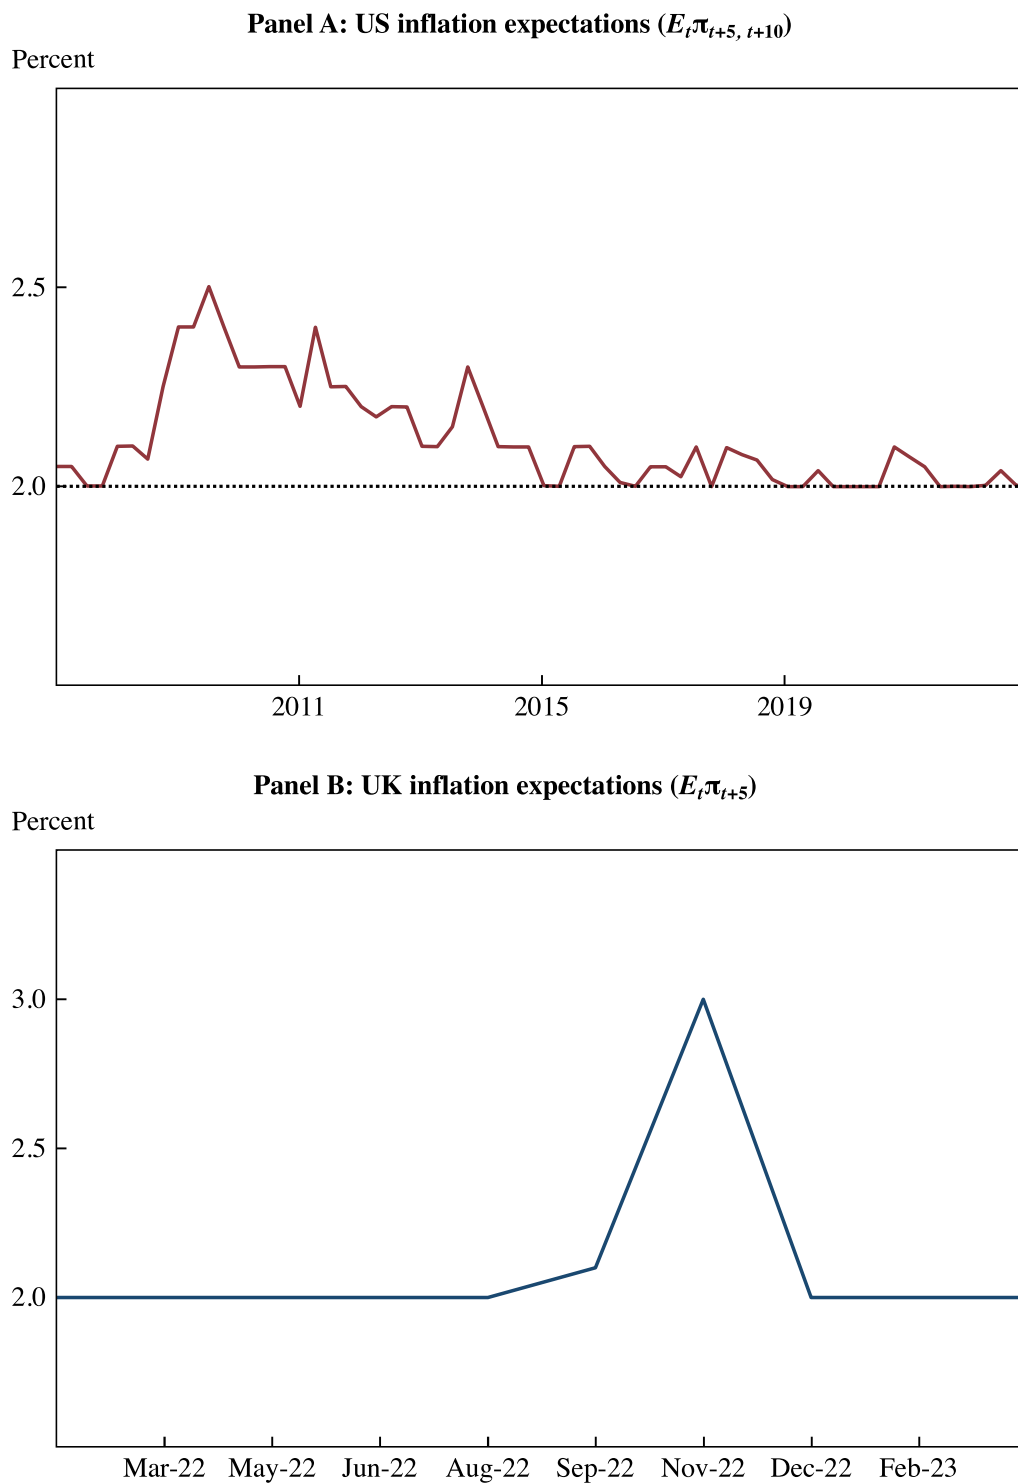 Panel A: US inflation expectations (Etπt+5, t+10)
Percent
2.5
2.0
2011 2015 2019
Panel B: UK inflation expectations (Etπt+5)
Percent
3.0
2.5
2.0
Mar-22 May-22 Jun-22 Aug-22 Sep-22 Nov-22 Dec-22 Feb-23